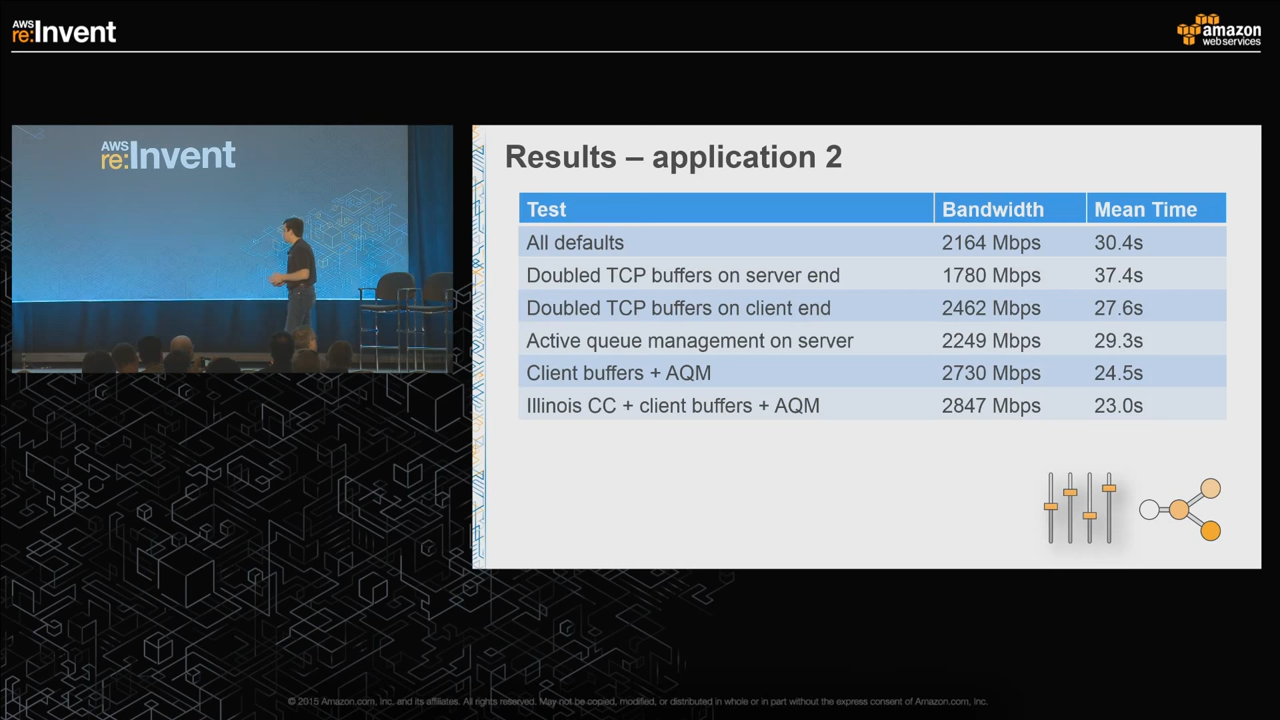 AWS
re:Invent
amazon
web services
AWS
re:Invent
Results – application 2
Test Bandwidth Mean Time
All defaults 2164 Mbps 30.4s
Doubled TCP buffers on server end 1780 Mbps 37.4s
Doubled TCP buffers on client end 2462 Mbps 27.6s
Active queue management on server 2249 Mbps 29.3s
Client buffers + AQM 2730 Mbps 24.5s
Illinois CC + client buffers + AQM 2847 Mbps 23.0s
© 2015 Amazon.com, Inc. and its affiliates. All rights reserved. May not be copied, modified, or distributed in whole or in part without the express consent of Amazon.com, Inc.